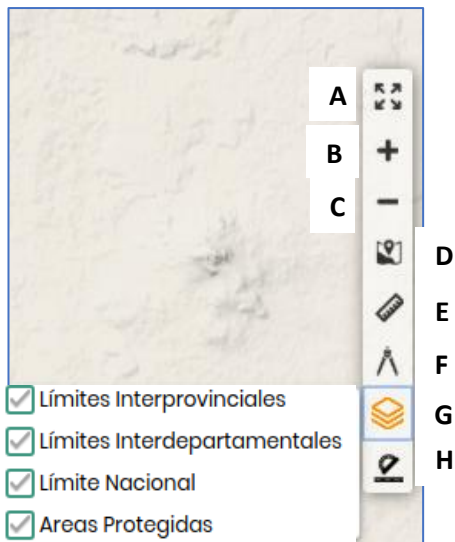 A
B
C
D
E
F
G
H
Límites Interprovinciales
Límites Interdepartamentales
Límite Nacional
Areas Protegidas